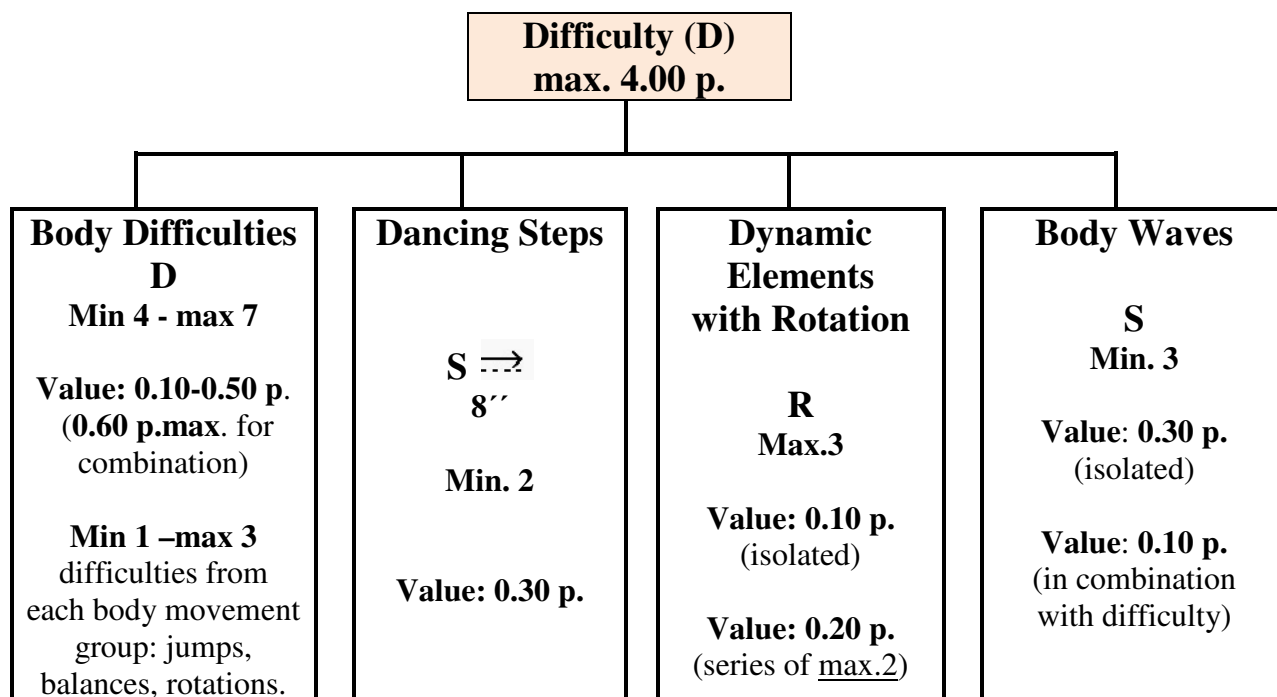 Difficulty (D)
max. 4.00 p.
Body Difficulties
D
Min 4 - max 7
Value: 0.10-0.50 p.
(0.60 p.max. for
combination)
Min 1 –max 3
difficulties from
each body movement
group: jumps,
balances, rotations.
Dancing Steps
S
8´´
Min. 2
Value: 0.30 p.
Dynamic
Elements
with Rotation
R
Max.3
Value: 0.10 p.
(isolated)
Value: 0.20 p.
(series of max.2)
Body Waves
S
Min. 3
Value: 0.30 p.
(isolated)
Value: 0.10 p.
(in combination
with difficulty)